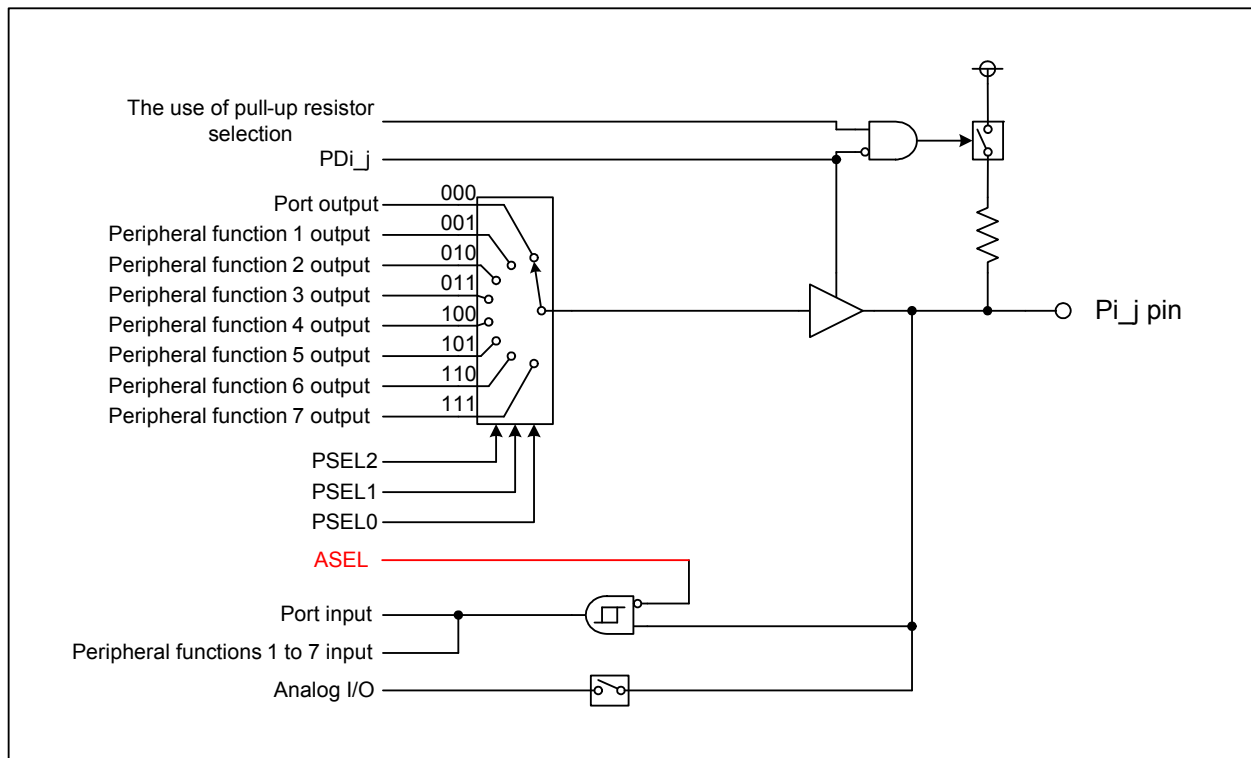 The use of pull-up resistor
selection
PDi_j
Port output
000
Peripheral function 1 output
001
Peripheral function 2 output
010
Peripheral function 3 output
011
Peripheral function 4 output
100
Peripheral function 5 output
101
Peripheral function 6 output
110
Peripheral function 7 output
111
Pi_j pin
PSEL2
PSEL1
PSEL0
ASEL
Port input
Peripheral functions 1 to 7 input
Analog I/O